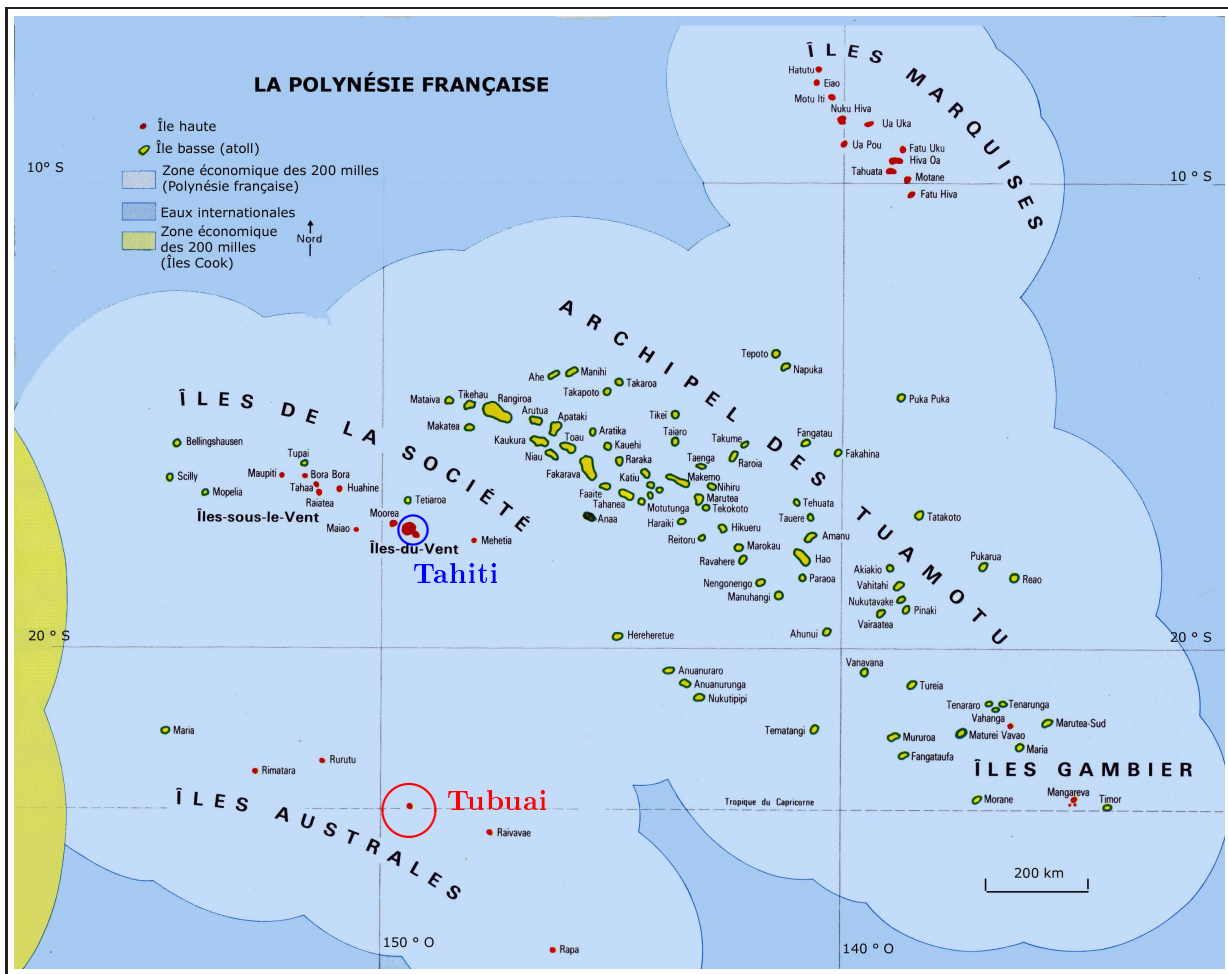 LA POLYNÉSIE FRANÇAISE
Île haute
Île basse (atoll)
Zone économique des 200 milles
(Polynésie française)
Eaux internationales
Zone économique
des 200 milles
(Îles Cook)
Nord
10° S
10 ° S
ÎLES MARQUISES
Hatutu
Eiao
Motu Iti
Nuku Hiva
Ua Uka
Ua Pou
Fatu Uku
Hiva Oa
Tahuata
Motane
Fatu Hiva
ARCHIPEL DES TUAMOTU
Tepoto
Napuka
Puka Puka
Ahe
Manihi
Takaroa
Takapoto
Mataiva
Tikehau
Rangiroa
Makatea
Arutua
Apataki
Kaukura
Toau
Niau
Aratika
Kauehi
Raraka
Fakarava
Faaite
Katiu
Tahanea
Anaa
Tikeï
Taiaro
Taenga
Makemo
Nihiru
Marutea
Motutunga
Tekokoto
Haraiki
Hikueru
Reitoru
Marokau
Ravahere
Nengonengo
Manuhangi
Takume
Raroia
Fangatau
Fakahina
Tehuata
Tauere
Amanu
Hao
Paraoa
Tatakoto
Pukarua
Reao
Akiakio
Vahitahi
Nukutavake
Pinaki
Vairaatea
Ahunui
Hereheretue
Anuanuraro
Anuanurunga
Nukutipipi
Vanavana
Tureia
Tematangi
Mururoa
Fangataufa
Tenararo
Tenarunga
Vahanga
Maturei Vavao
Marutea-Sud
Maria
Morane
ÎLES DE LA SOCIÉTÉ
Bellingshausen
Scilly
Mopelia
Tupai
Maupiti
Bora Bora
Tahaa
Huahine
Raiatea
Îles-sous-le-Vent
Maiao
Tetiaroa
Moorea
Mehetia
Îles-du-Vent
Tahiti
20 ° S
20 ° S
ÎLES GAMBIER
Mangareva
Timor
Maria
Rimatara
Rurutu
ÎLES AUSTRALES
Tubuai
Raivavae
Rapa
Tropique du Capricorne
200 km
150 ° O
140 ° O